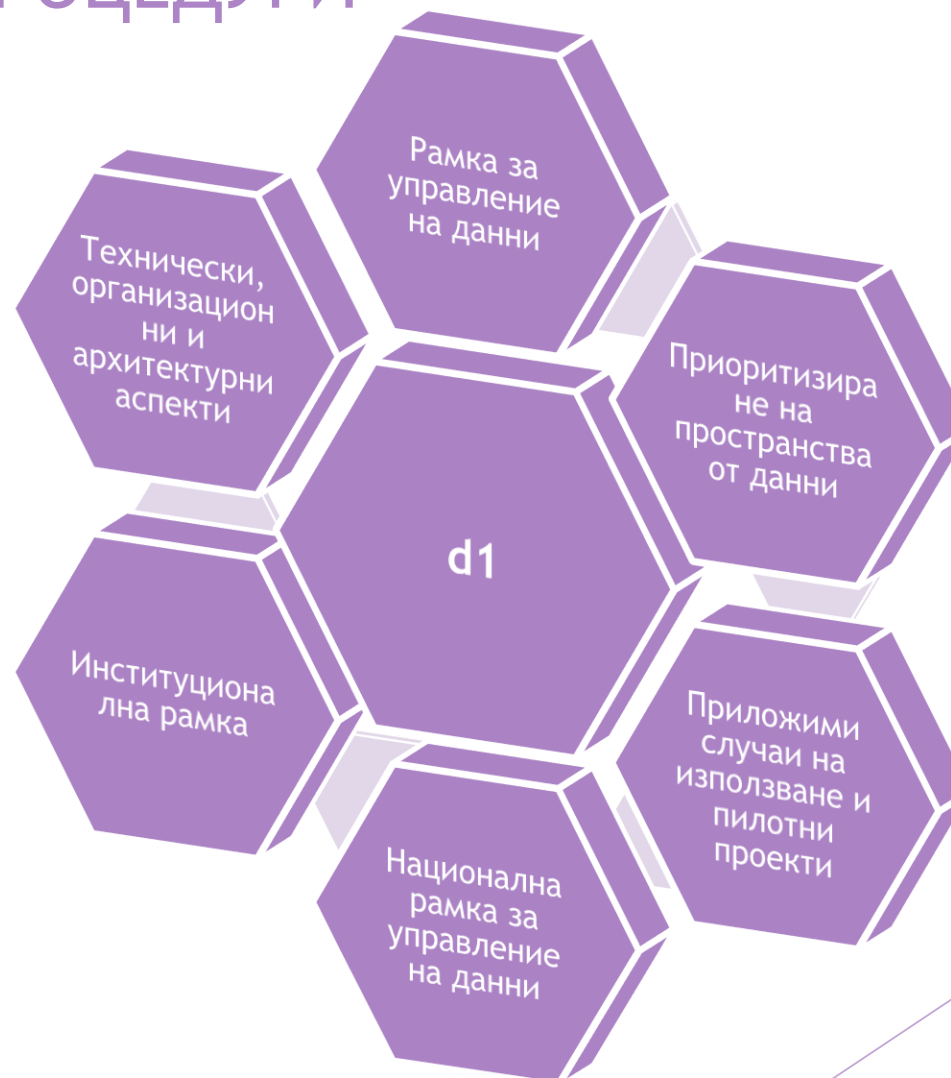 Рамка за
управление
на данни
Технически,
организацион
ни и
архитектурни
аспекти
Приоритизира
не на
пространства
от данни
d1
Институциона
лна рамка
Приложими
случаи на
използване и
пилотни
проекти
Национална
рамка за
управление
на данни